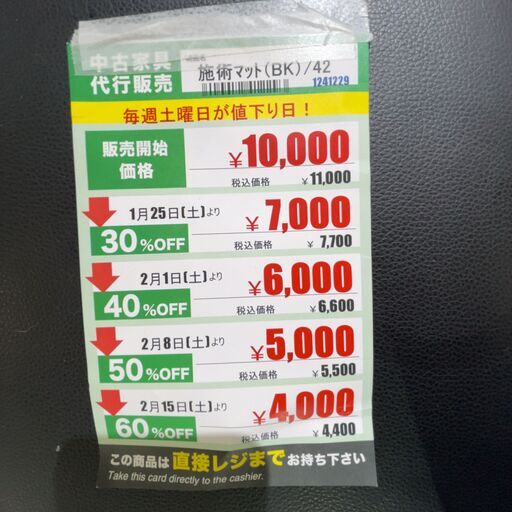 中古家具
代行販売
施術マット(BK)/42
1241229
毎週土曜日が値下り日!
販売開始
価格
¥10,000
税込価格 ¥11,000
1月25日(土)より
30%OFF
¥7,000
税込価格 ¥7,700
2月1日(土)より
40%OFF
¥6,000
税込価格 ¥6,600
2月8日(土)より
50%OFF
¥5,000
税込価格 ¥5,500
2月15日(土)より
60%OFF
¥4,000
税込価格 ¥4,400
この商品は直接レジまでお持ち下さい
Take this card directly to the cashier.